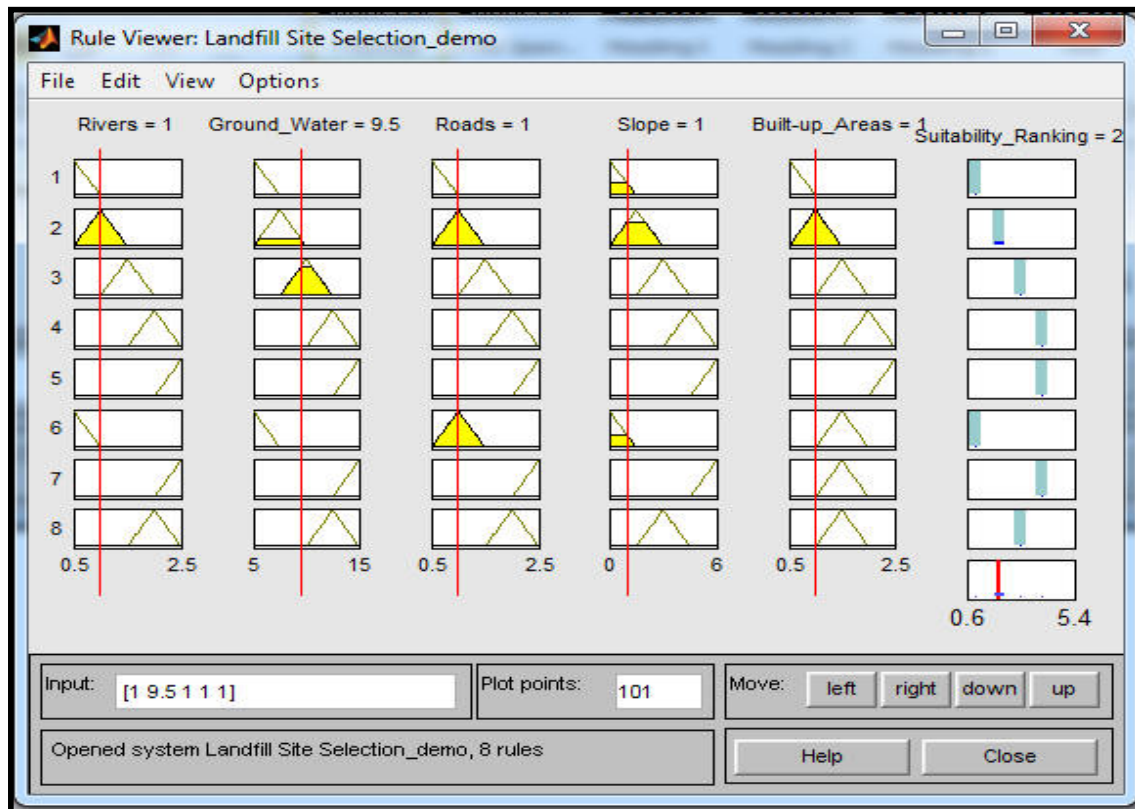 Rule Viewer: Landfill Site Selection_demo
File Edit View Options
Rivers = 1 Ground_Water = 9.5 Roads = 1 Slope = 1 Built-up_Areas = 1 Suitability_Ranking = 2
1
2
3
4
5
6
7
8
0.5 2.5 5 15 0.5 2.5 0 6 0.5 2.5
0.6 5.4
Input: [1 9.5 1 1 1] Plot points: 101 Move: left right down up
Opened system Landfill Site Selection_demo, 8 rules Help Close